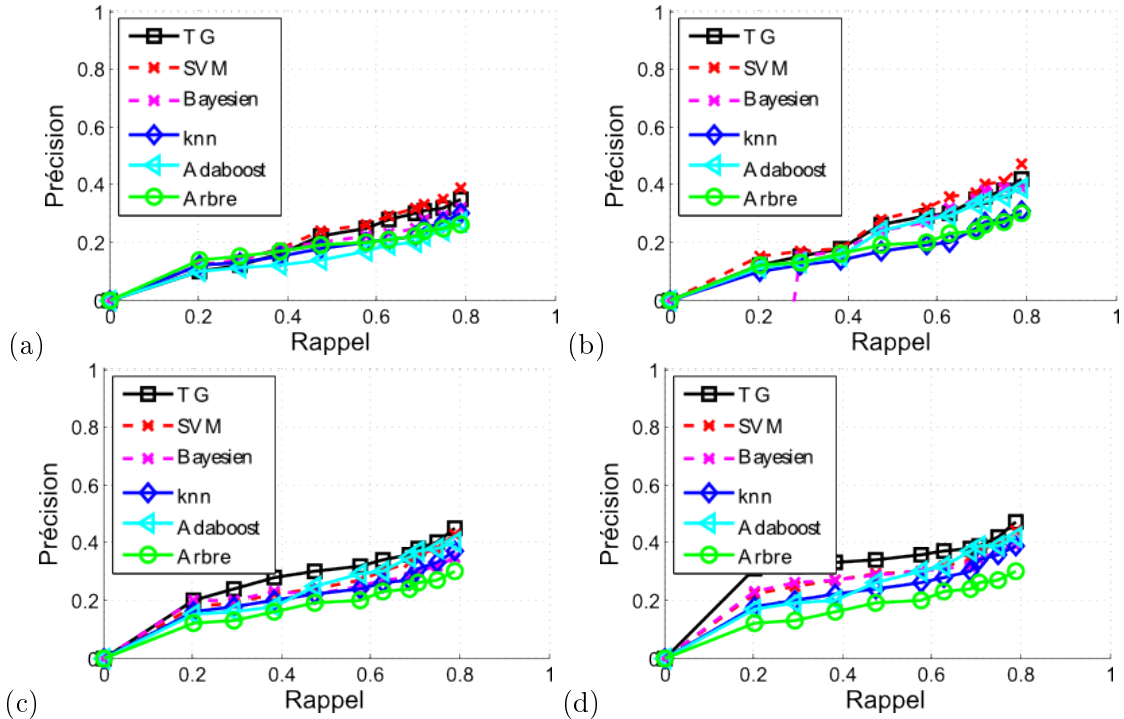 1
0.8
0.6
0.4
0.2
0
0 0.2 0.4 0.6 0.8 1
Précision
Rappel
TG
SVM
Bayesien
knn
Adaboost
Arbre
(a)
1
0.8
0.6
0.4
0.2
0
0 0.2 0.4 0.6 0.8 1
Précision
Rappel
TG
SVM
Bayesien
knn
Adaboost
Arbre
(b)
1
0.8
0.6
0.4
0.2
0
0 0.2 0.4 0.6 0.8 1
Précision
Rappel
TG
SVM
Bayesien
knn
Adaboost
Arbre
(c)
1
0.8
0.6
0.4
0.2
0
0 0.2 0.4 0.6 0.8 1
Précision
Rappel
TG
SVM
Bayesien
knn
Adaboost
Arbre
(d)